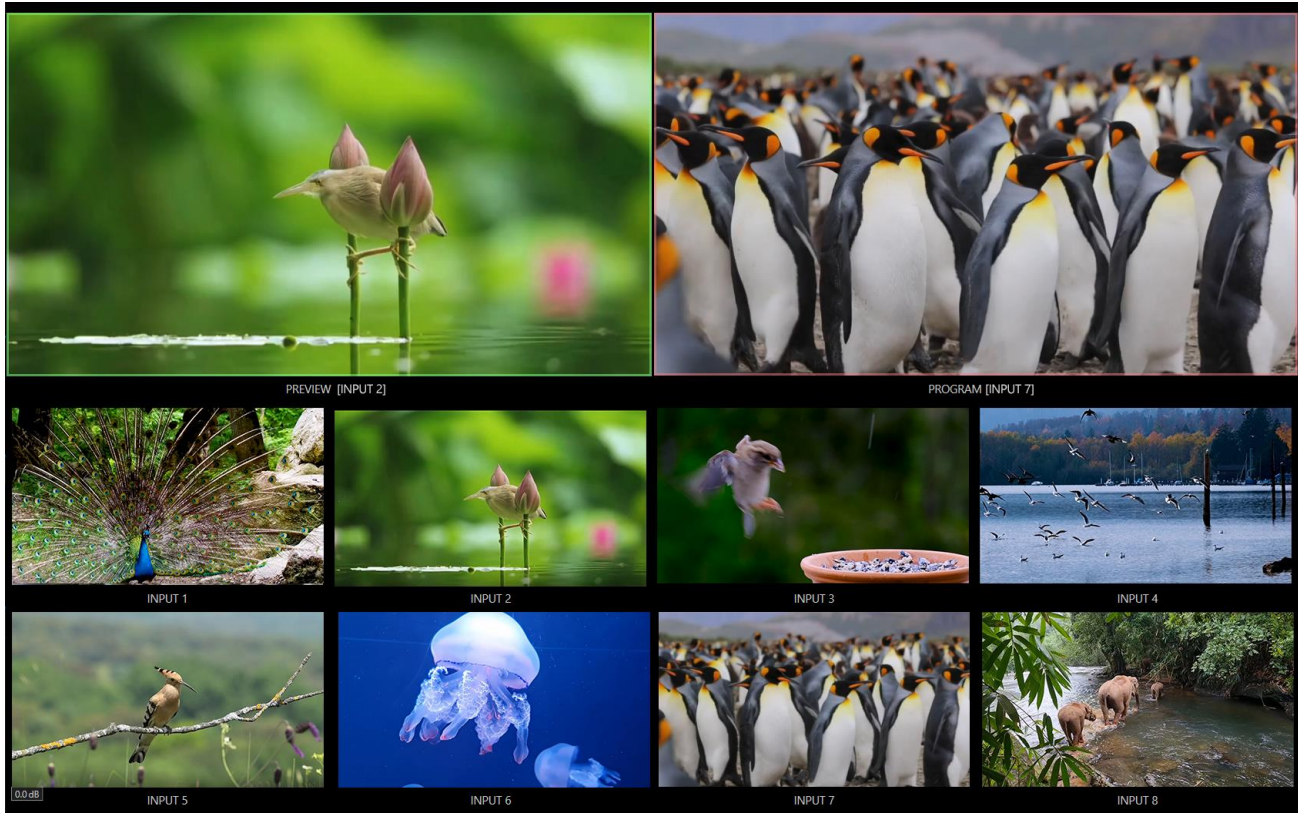 PREVIEW [INPUT 2]
PROGRAM [INPUT 7]
INPUT 1
INPUT 2
INPUT 3
INPUT 4
0.0 dB
INPUT 5
INPUT 6
INPUT 7
INPUT 8